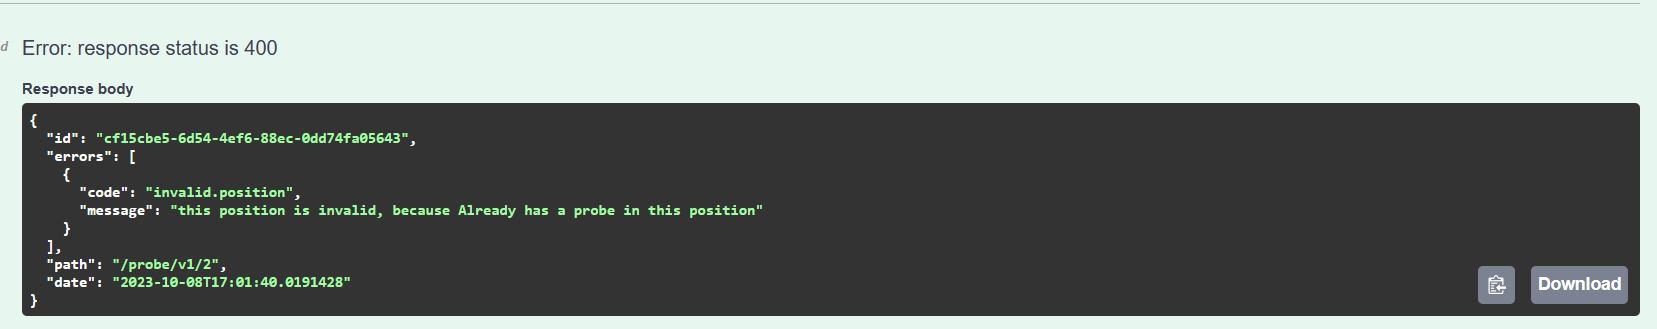 d Error: response status is 400
Response body
{
"id": "cf15cbe5-6d54-4ef6-88ec-0dd74fa05643",
"errors": [
{
"code": "invalid.position",
"message": "this position is invalid, because Already has a probe in this position"
}
],
"path": "/probe/v1/2",
"date": "2023-10-08T17:01:40.0191428"
}
Download